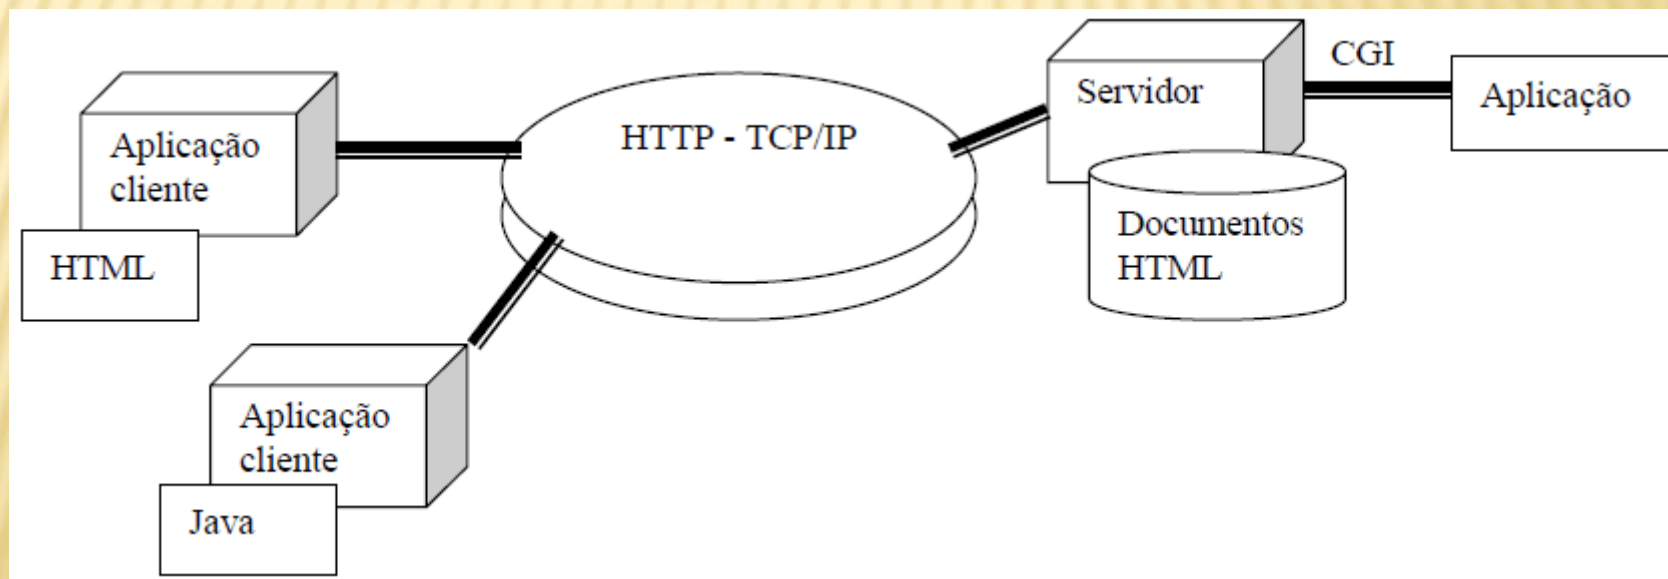 Aplicação
cliente
HTML
Aplicação
cliente
Java
HTTP - TCP/IP
Servidor
Documentos
HTML
CGI
Aplicação